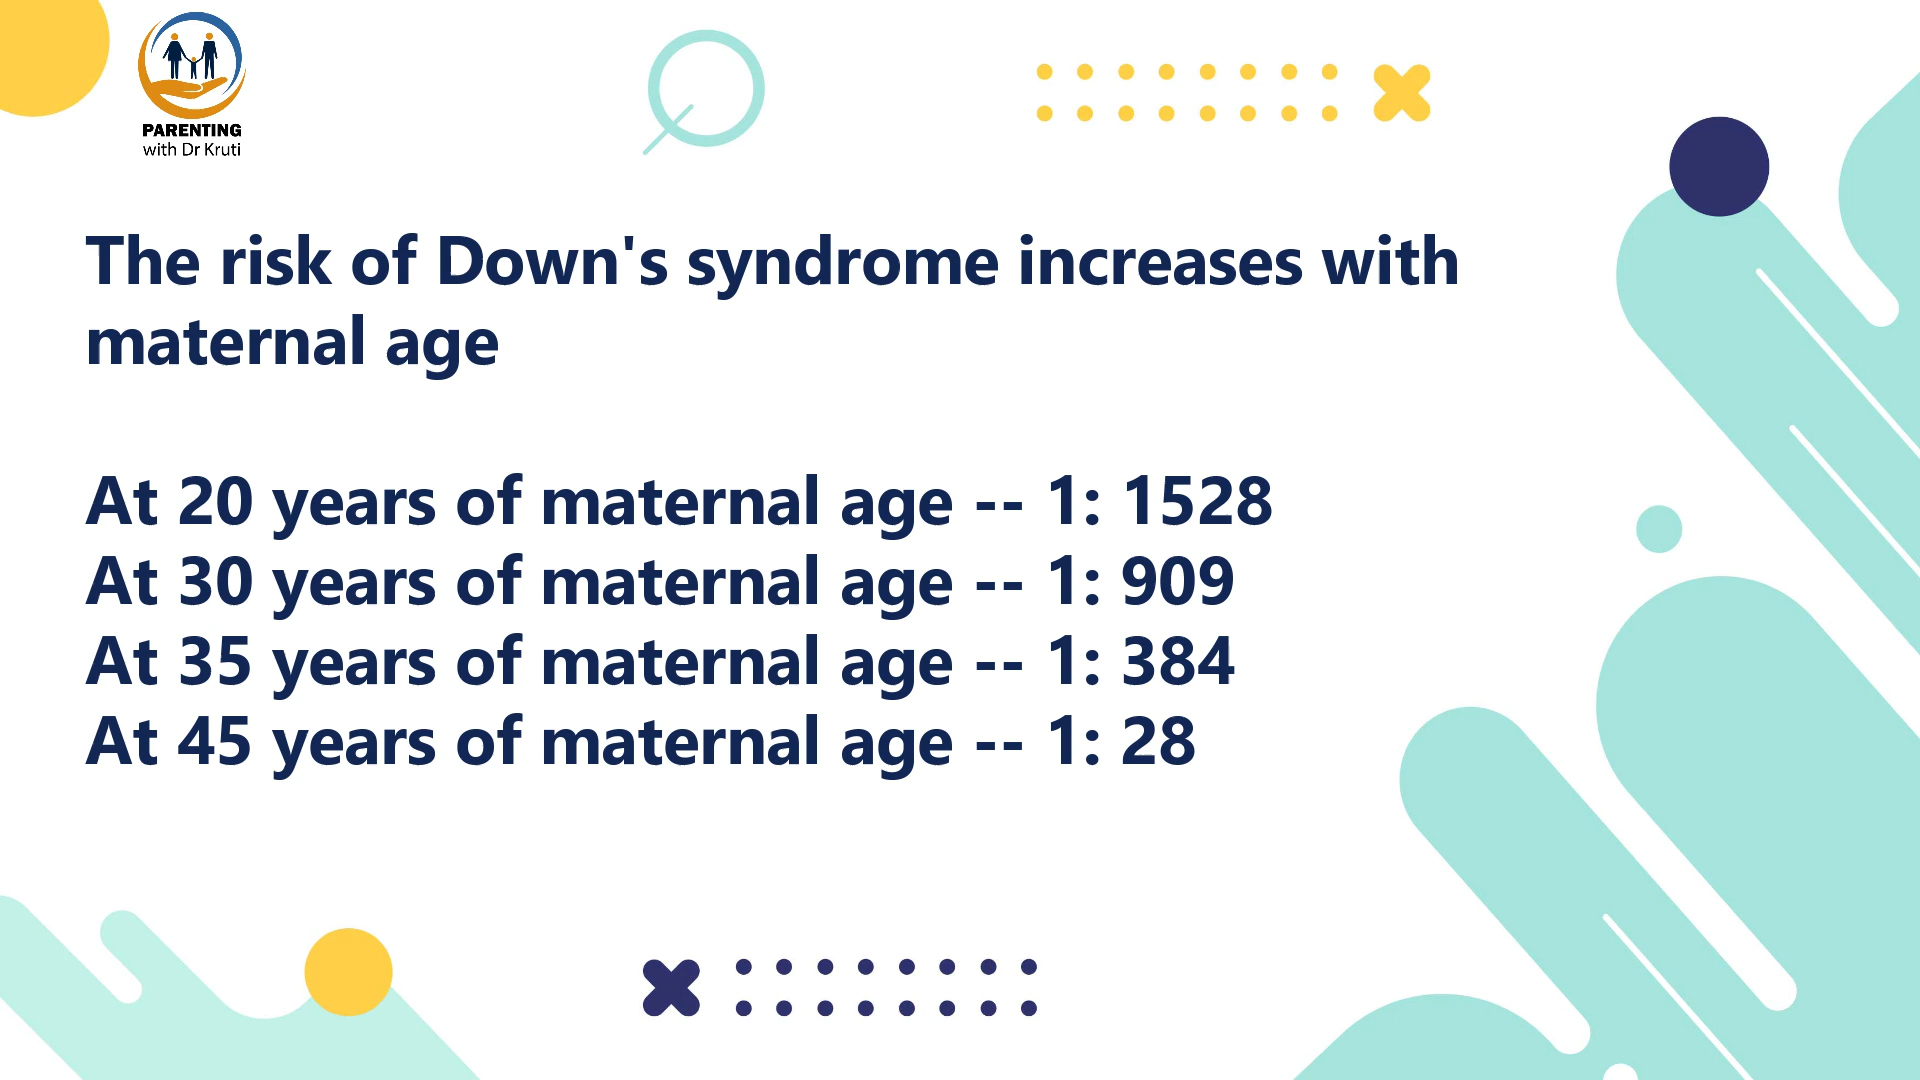 PARENTING
with Dr Kruti
The risk of Down's syndrome increases with
maternal age
At 20 years of maternal age -- 1: 1528
At 30 years of maternal age -- 1: 909
At 35 years of maternal age -- 1: 384
At 45 years of maternal age -- 1: 28